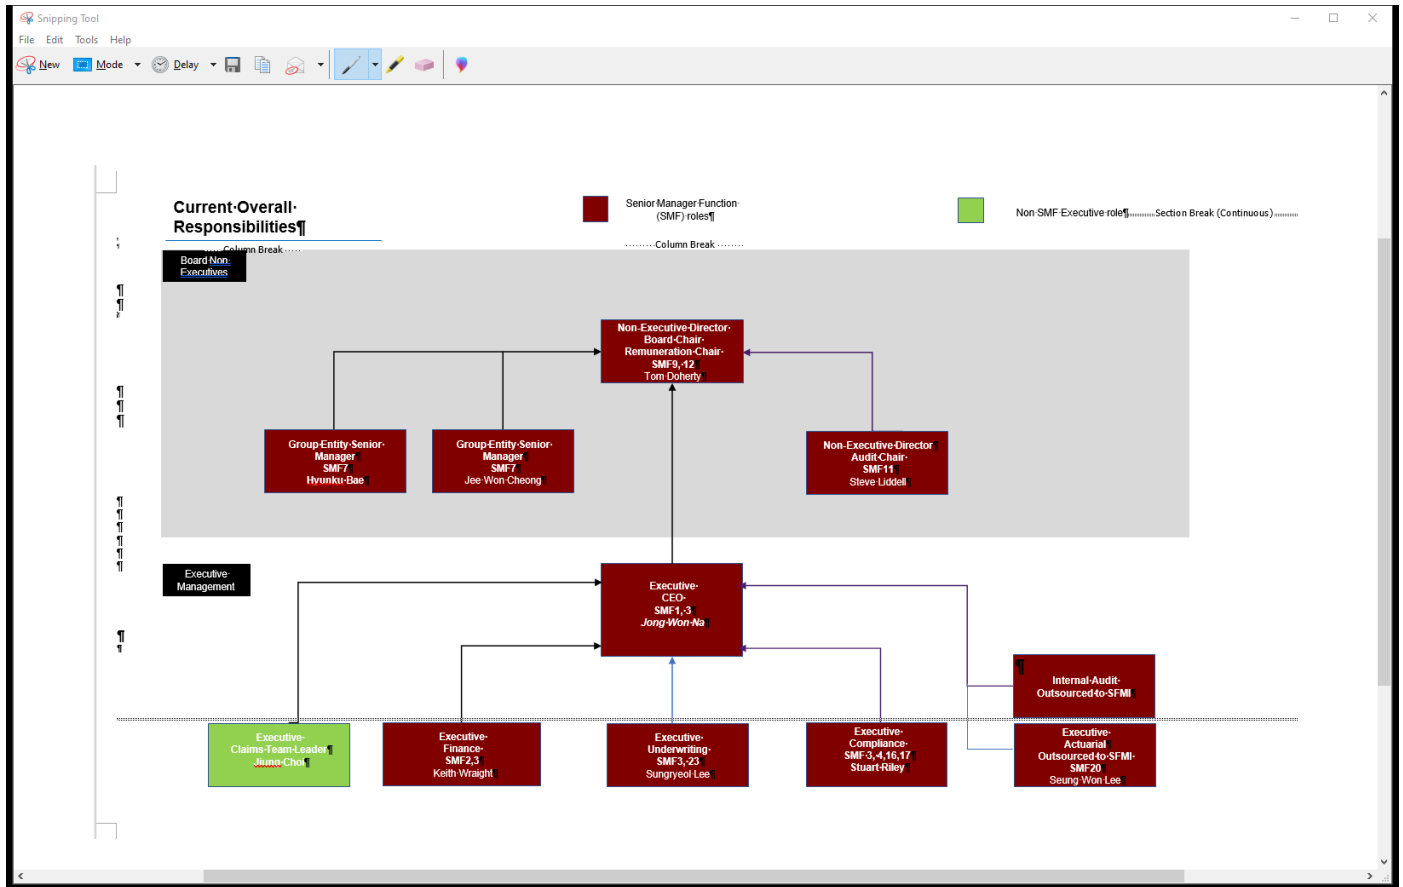 Snipping Tool
File Edit Tools Help
New Mode Delay
Current·Overall·
Responsibilities¶
Column Break
Senior·Manager·Function·
(SMF)·roles¶
Column Break
Non·SMF·Executive·role¶ Section Break (Continuous)
Board·Non-
Executives
¶
¶
Non-Executive·Director·
Board·Chair·
Remuneration·Chair·
SMF9,·12¶
Tom·Doherty¶
¶
¶
¶
Group·Entity·Senior·
Manager¶
SMF7¶
Hyunku·Bae¶
Group·Entity·Senior·
Manager¶
SMF7¶
Jee·Won·Cheong¶
Non-Executive·Director¶
Audit·Chair·
SMF11¶
Steve·Liddell¶
¶
¶
¶
¶
¶
¶
Executive·
Management
Executive·
CEO·
SMF1,·3¶
Jong·Won·Na¶
¶
¶
¶
Internal·Audit·
Outsourced·to·SFMI¶
Executive·
Claims·Team·Leader¶
Jiung·Choi¶
Executive·
Finance·
SMF2,3¶
Keith·Wraight¶
Executive·
Underwriting·
SMF3,·23¶
Sungryeol·Lee¶
Executive·
Compliance·
SMF·3,·4,16,17¶
Stuart·Riley¶
Executive·
Actuarial¶
Outsourced·to·SFMI·
SMF20¶
Seung·Won·Lee¶